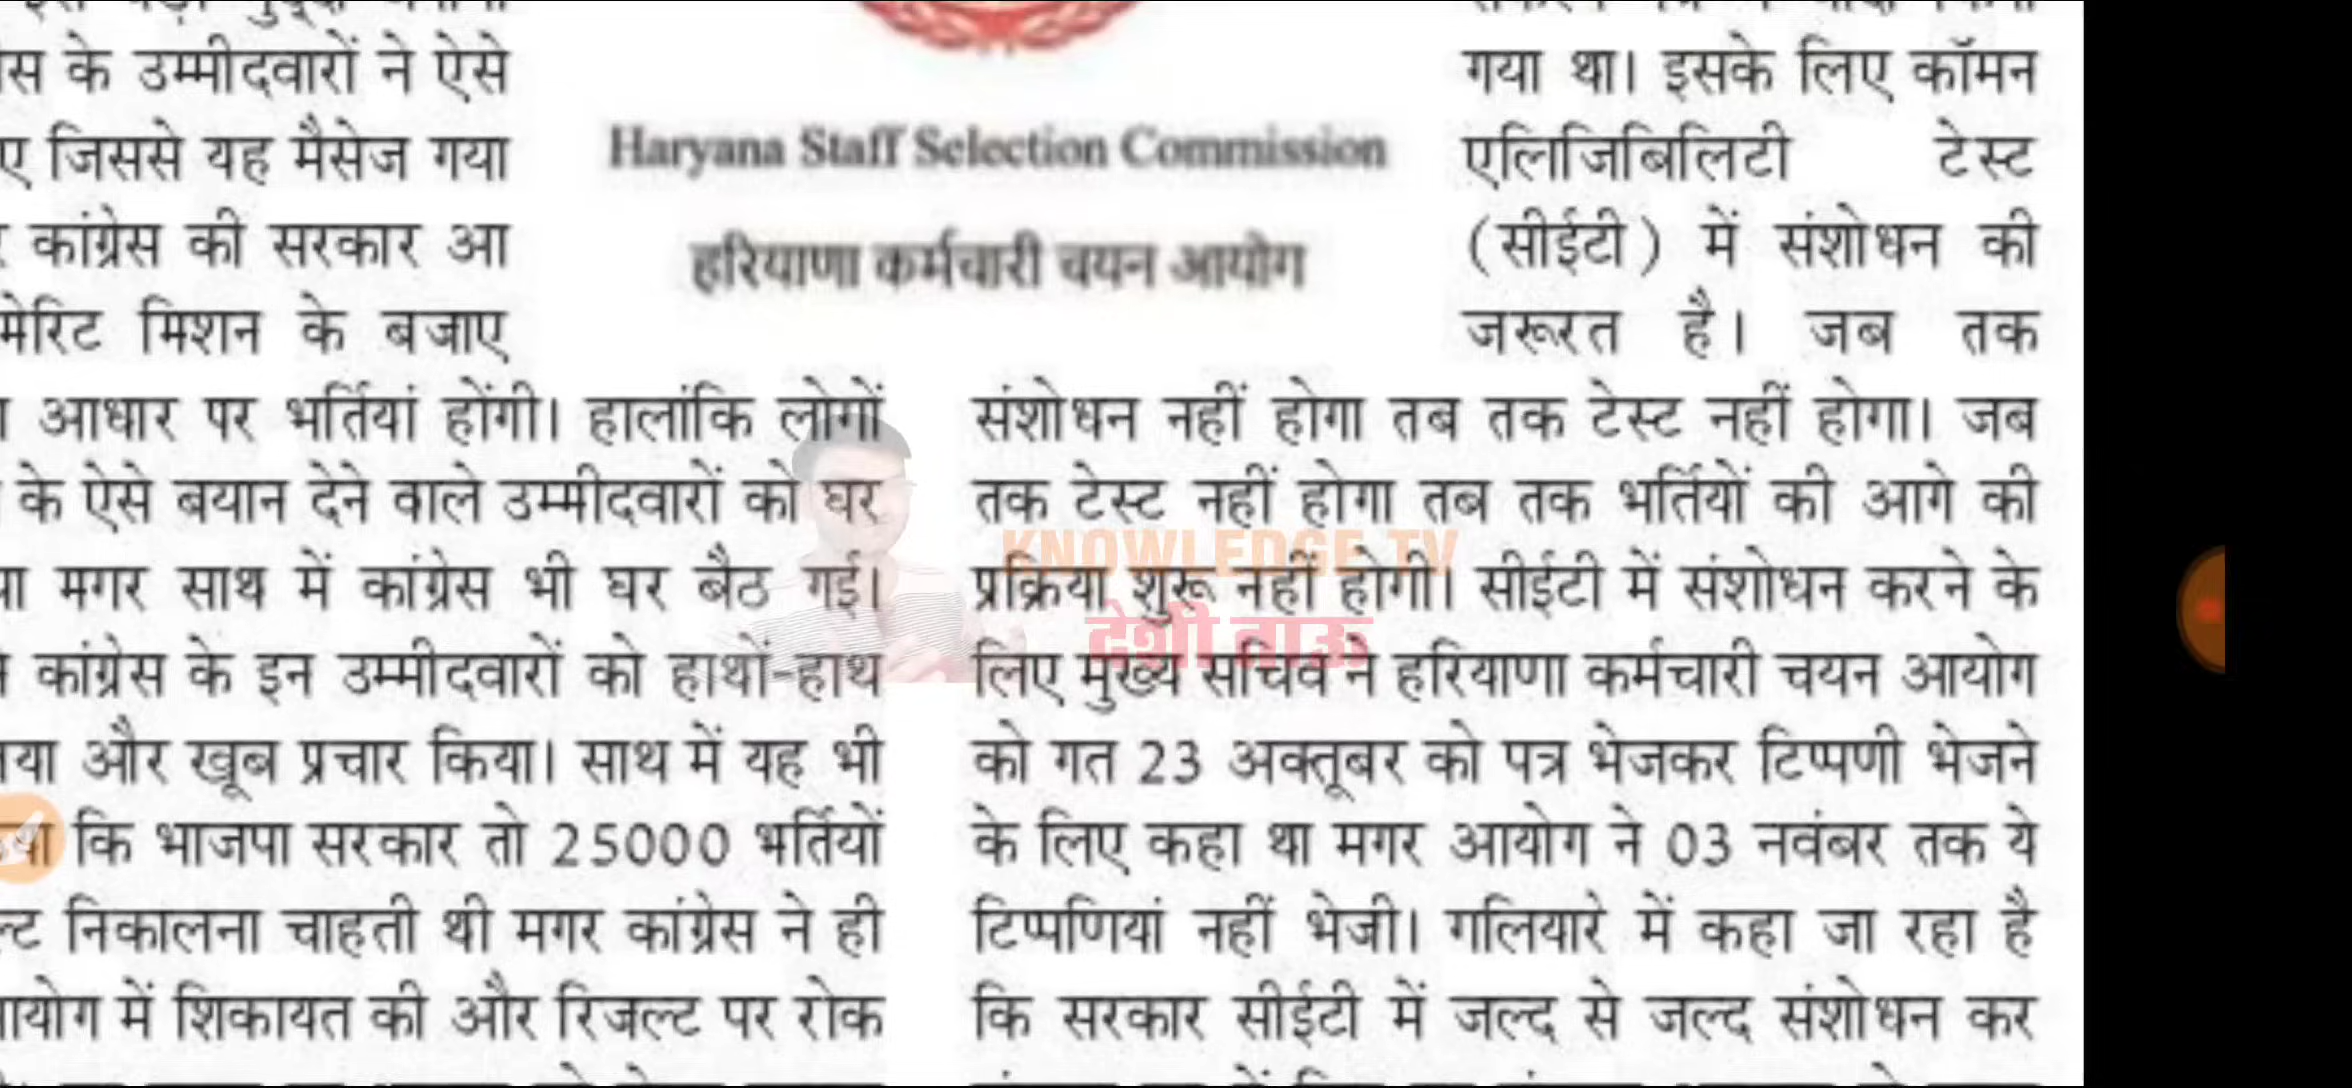 के उम्मीदवारों ने ऐसे
जिससे यह मैसेज गया
कांग्रेस की सरकार आ
मेरिट मिशन के बजाए
आधार पर भर्तियां होंगी। हालांकि लोगों
के ऐसे बयान देने वाले उम्मीदवारों को घर
मगर साथ में कांग्रेस भी घर बैठ गई।
कांग्रेस के इन उम्मीदवारों को हाथों-हाथ
और खूब प्रचार किया। साथ में यह भी
कि भाजपा सरकार तो 25000 भर्तियों
निकालना चाहती थी मगर कांग्रेस ने ही
में शिकायत की और रिजल्ट पर रोक
Haryana Staff Selection Commission
हरियाणा कर्मचारी चयन आयोग
गया था। इसके लिए कॉमन
एलिजिबिलिटी टेस्ट
(सीईटी) में संशोधन की
जरूरत है। जब तक
संशोधन नहीं होगा तब तक टेस्ट नहीं होगा। जब
तक टेस्ट नहीं होगा तब तक भर्तियों की आगे की
प्रक्रिया शुरू नहीं होगी। सीईटी में संशोधन करने के
लिए मुख्य सचिव ने हरियाणा कर्मचारी चयन आयोग
को गत 23 अक्तूबर को पत्र भेजकर टिप्पणी भेजने
के लिए कहा था मगर आयोग ने 03 नवंबर तक ये
टिप्पणियां नहीं भेजी। गलियारे में कहा जा रहा है
कि सरकार सीईटी में जल्द से जल्द संशोधन कर
KNOWLEDGE TV
देशी ताऊ